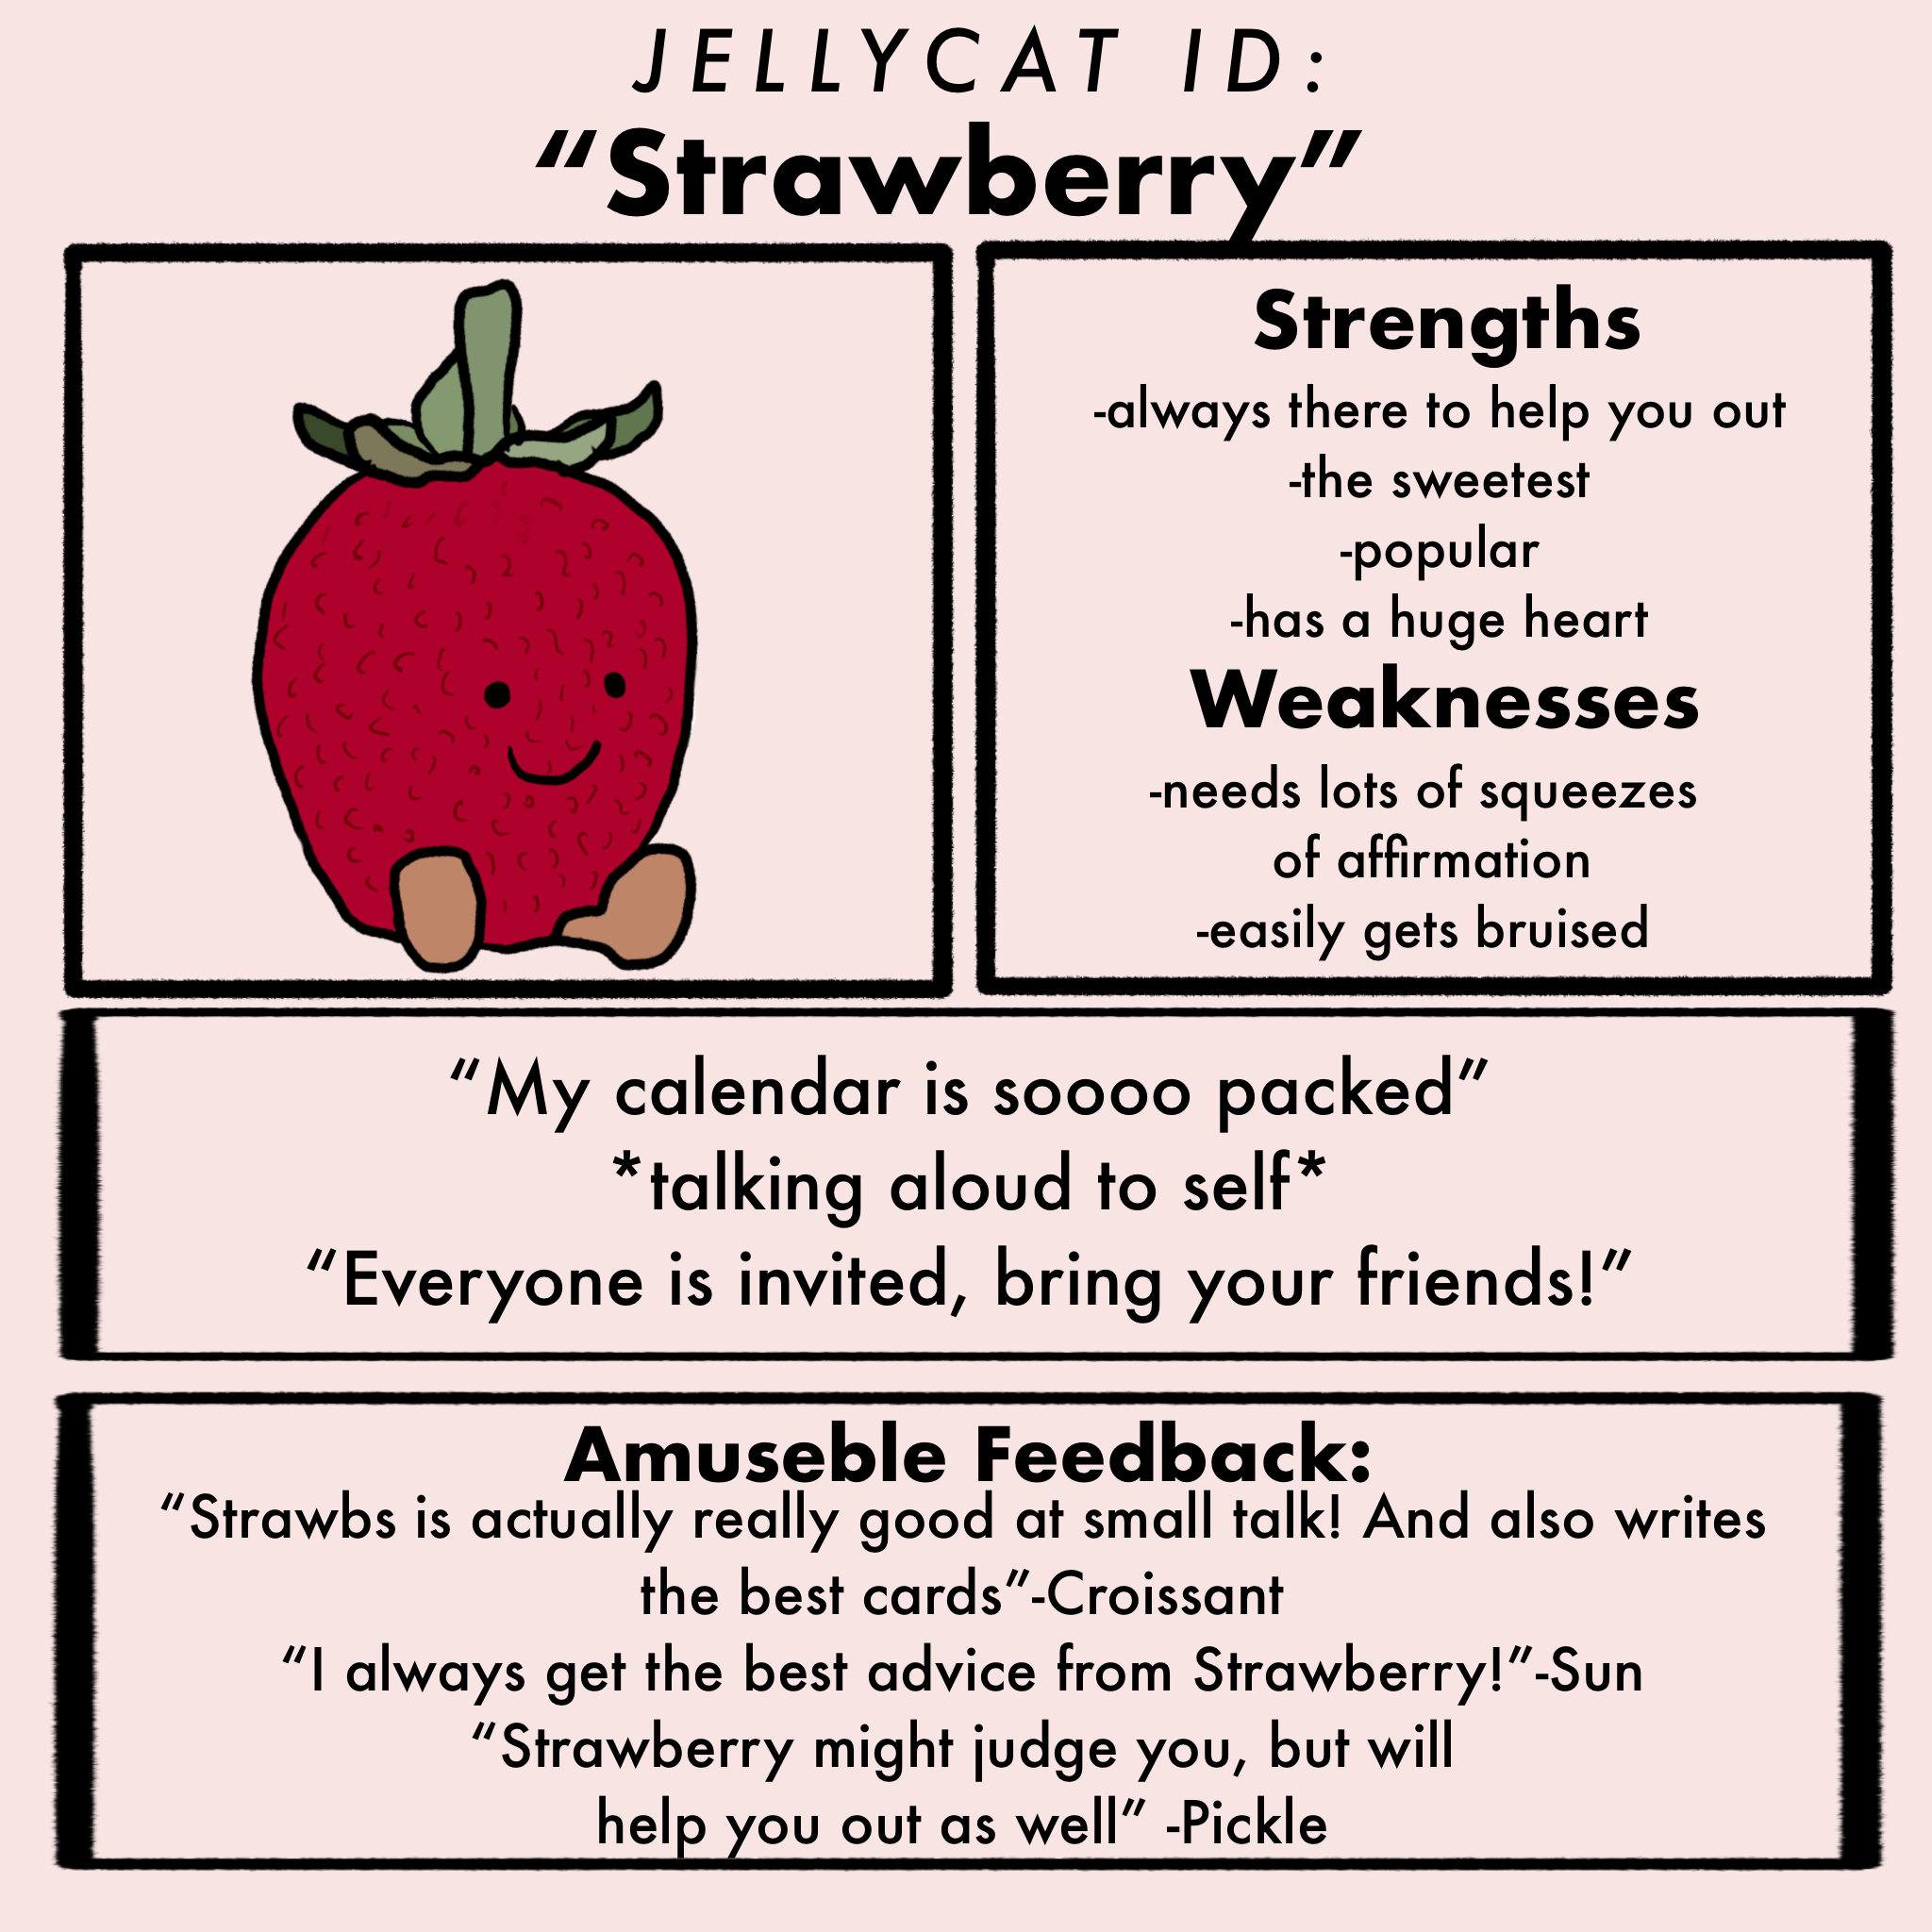 JELLYCAT ID:
“Strawberry”
Strengths
-always there to help you out
-the sweetest
-popular
-has a huge heart
Weaknesses
-needs lots of squeezes
of affirmation
-easily gets bruised
“My calendar is soooo packed”
*talking aloud to self*
“Everyone is invited, bring your friends!”
Amuseble Feedback:
“Strawbs is actually really good at small talk! And also writes
the best cards”-Croissant
“I always get the best advice from Strawberry!”-Sun
“Strawberry might judge you, but will
help you out as well” -Pickle